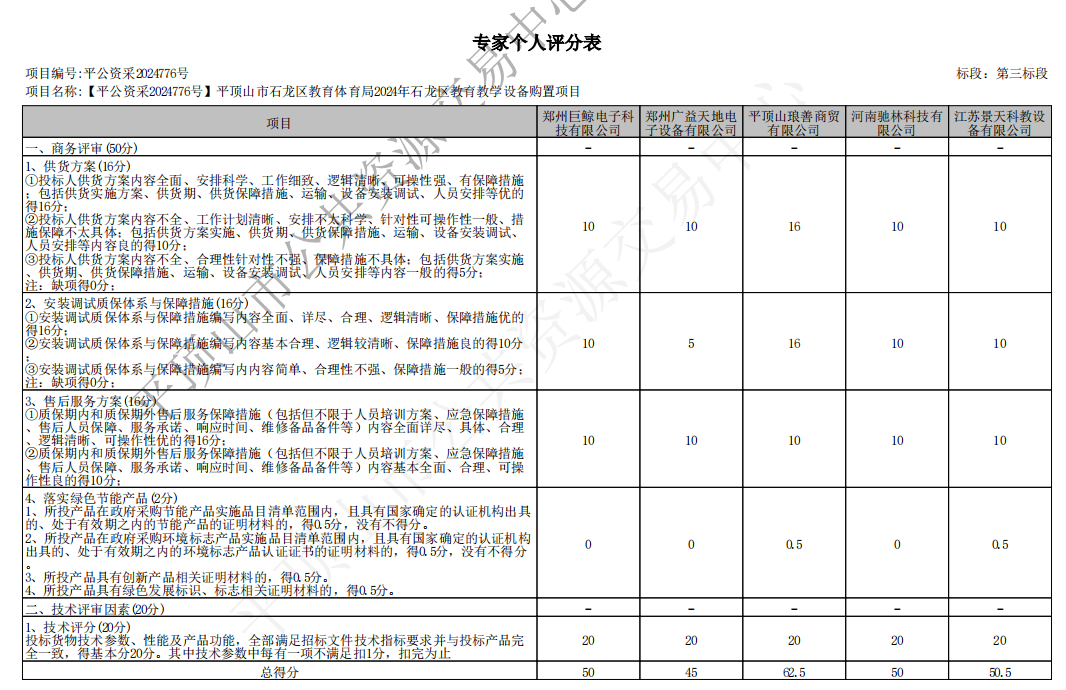 专家个人评分表
项目编号:平公资采2024776号
标段：第三标段
项目名称:【平公资采2024776号】平顶山市石龙区教育体育局2024年石龙区教育教学设备购置项目
项目
郑州巨鲸电子科
技有限公司
郑州广益天地电
子设备有限公司
平顶山琅善商贸
有限公司
河南驰林科技有
限公司
江苏景天科教设
备有限公司
一、商务评审(50分)
- - - - -
1、供货方案(16分)
①投标人供货方案内容全面、安排科学、工作细致、逻辑清晰、可操性强、有保障措施
；包括供货实施方案、供货期、供货保障措施、运输、设备安装调试、人员安排等优的
得16分；
②投标人供货方案内容不全、工作计划清晰、安排不太科学、针对性可操作性一般、措
施保障不太具体；包括供货方案实施、供货期、供货保障措施、运输、设备安装调试、
人员安排等内容良的得10分；
③投标人供货方案内容不全、合理性针对性不强、保障措施不具体；包括供货方案实施
、供货期、供货保障措施、运输、设备安装调试、人员安排等内容一般的得5分；
注：缺项得0分；
10 10 16 10 10
2、安装调试质保体系与保障措施(16分)
①安装调试质保体系与保障措施编写内容全面、详尽、合理、逻辑清晰、保障措施优的
得16分；
②安装调试质保体系与保障措施编写内容基本合理、逻辑较清晰、保障措施良的得10分
；
③安装调试质保体系与保障措施编写内内容简单、合理性不强、保障措施一般的得5分；
注：缺项得0分；
10 5 16 10 10
3、售后服务方案(16分)
①质保期内和质保期外售后服务保障措施（包括但不限于人员培训方案、应急保障措施
、售后人员保障、服务承诺、响应时间、维修备品备件等）内容全面详尽、具体、合理
、逻辑清晰、可操作性优的得16分；
②质保期内和质保期外售后服务保障措施（包括但不限于人员培训方案、应急保障措施
、售后人员保障、服务承诺、响应时间、维修备品备件等）内容基本全面、合理、可操
作性良的得10分；
10 10 10 10 10
4、落实绿色节能产品(2分)
1、所投产品在政府采购节能产品实施品目清单范围内，且具有国家确定的认证机构出具
的、处于有效期之内的节能产品的证明材料的，得0.5分，没有不得分。
2、所投产品在政府采购环境标志产品实施品目清单范围内，且具有国家确定的认证机构
出具的、处于有效期之内的环境标志产品认证证书的证明材料的，得0.5分，没有不得分
。
3、所投产品具有创新产品相关证明材料的，得0.5分。
4、所投产品具有绿色发展标识、标志相关证明材料的，得0.5分。
0 0 0.5 0 0.5
二、技术评审因素(20分)
- - - - -
1、技术评分(20分)
投标货物技术参数、性能及产品功能，全部满足招标文件技术指标要求并与投标产品完
全一致，得基本分20分。其中技术参数中每有一项不满足扣1分，扣完为止
20 20 20 20 20
总得分
50 45 62.5 50 50.5
平顶山市公共资源交易中心
平顶山市公共资源交易中心